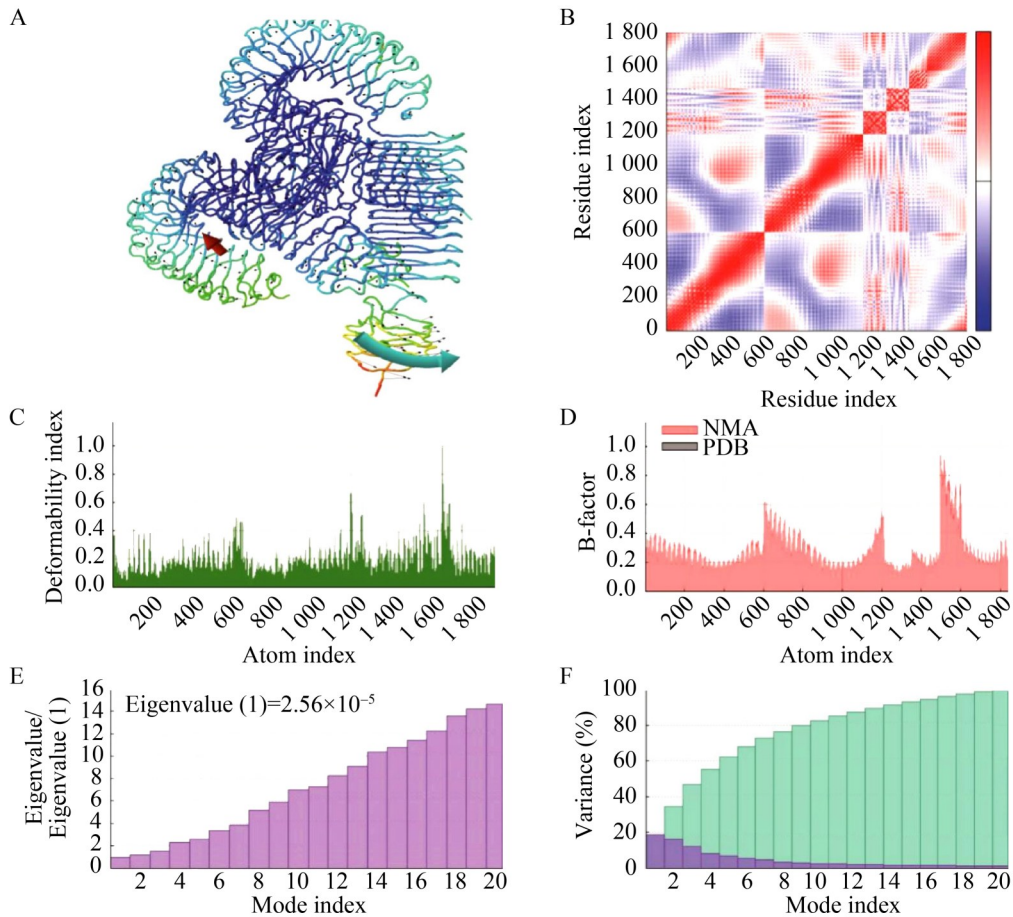 A
B
1 800
1 600
1 400
1 200
1 000
800
600
400
200
0
Residue index
200
400
600
800
1 000
1 200
1 400
1 600
1 800
Residue index
C
Deformability index
1.0
0.8
0.6
0.4
0.2
0.0
200
400
600
800
1 000
1 200
1 400
1 600
1 800
Atom index
D
NMA
PDB
B-factor
1.0
0.8
0.6
0.4
0.2
0.0
200
400
600
800
1 000
1 200
1 400
1 600
1 800
Atom index
E
Eigenvalue (1)=2.56×10⁻⁵
Eigenvalue/
Eigenvalue (1)
16
14
12
10
8
6
4
2
0
2 4 6 8 10 12 14 16 18 20
Mode index
F
Variance (%)
100
80
60
40
20
0
2 4 6 8 10 12 14 16 18 20
Mode index